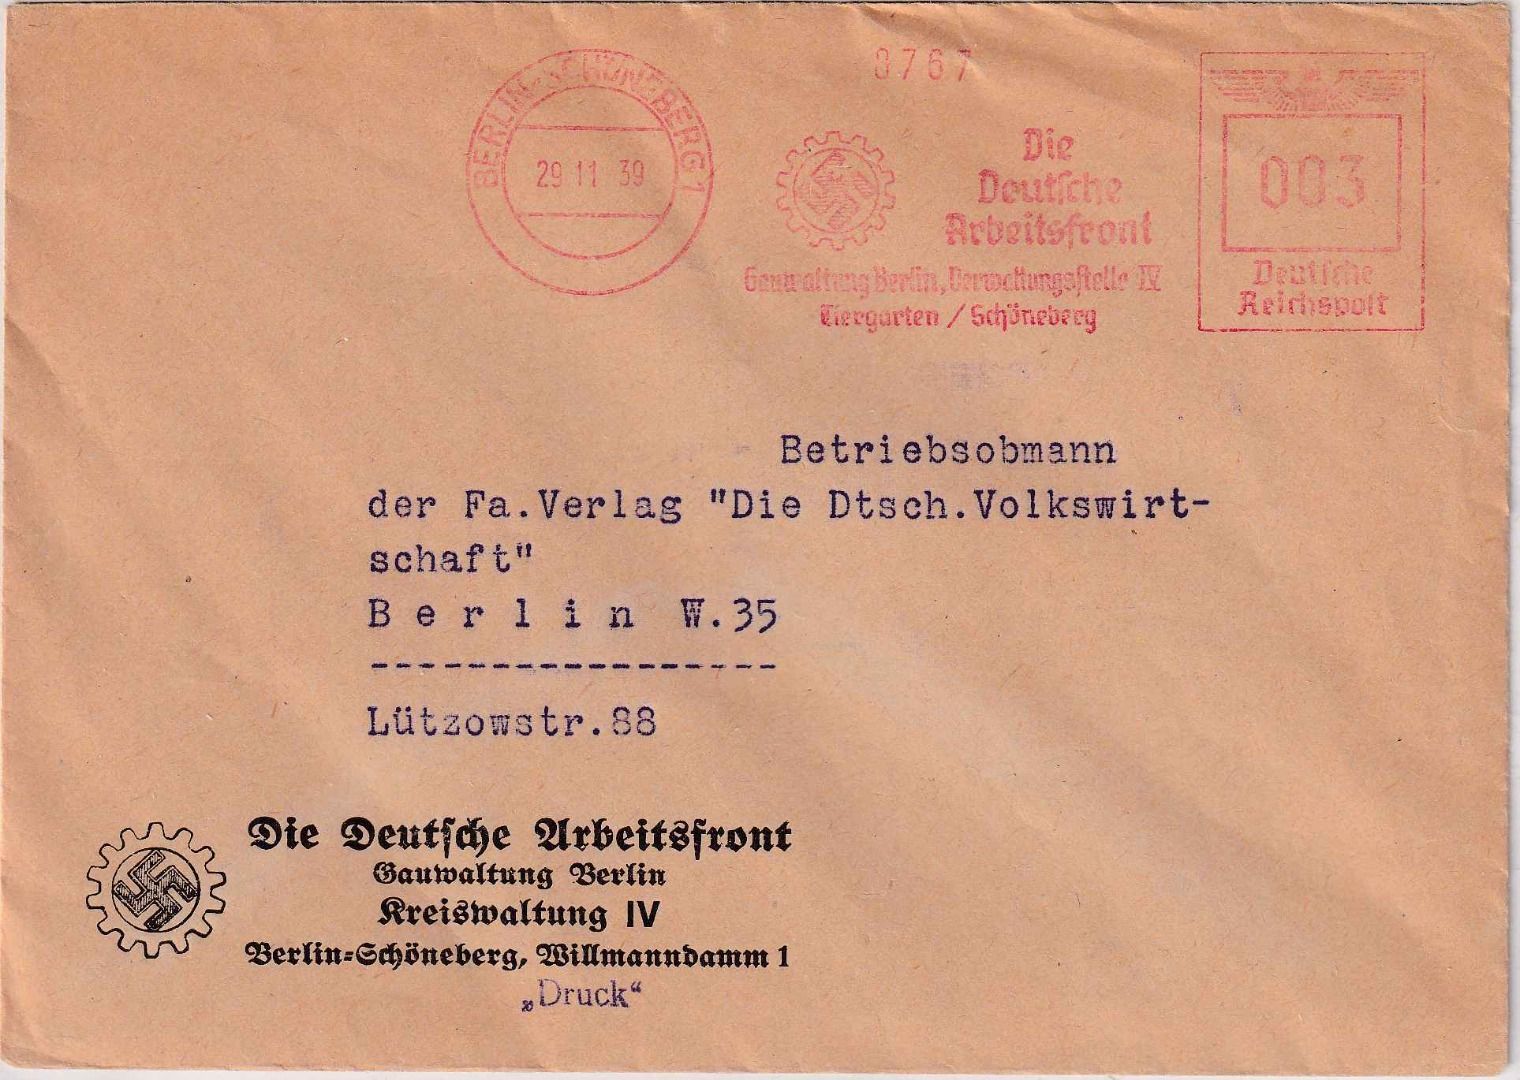 0767
BERLIN-SCHÖNEBERG 1
29 11 39
Die
Deutsche
Arbeitsfront
Gauwaltung Berlin, Verwaltungsstelle IV
Tiergarten / Schöneberg
003
Deutsche
Reichspost
Betriebsobmann
der Fa.Verlag "Die Dtsch.Volkswirt-
schaft"
B e r l i n W.35
-----------------
Lützowstr.88
Die Deutsche Arbeitsfront
Gauwaltung Berlin
Kreiswaltung IV
Berlin-Schöneberg, Willmanndamm 1
„Druck“